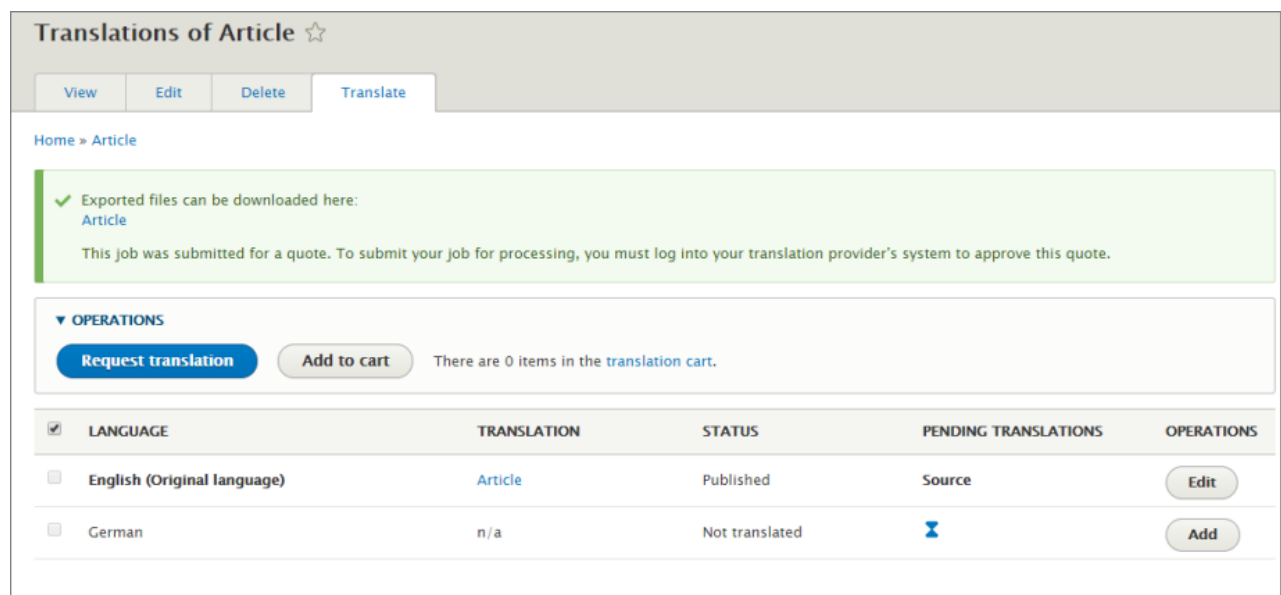 Translations of Article
View Edit Delete Translate
Home » Article
Exported files can be downloaded here:
Article
This job was submitted for a quote. To submit your job for processing, you must log into your translation provider's system to approve this quote.
▼ OPERATIONS
Request translation Add to cart There are 0 items in the translation cart.
LANGUAGE TRANSLATION STATUS PENDING TRANSLATIONS OPERATIONS
English (Original language) Article Published Source Edit
German n/a Not translated Add